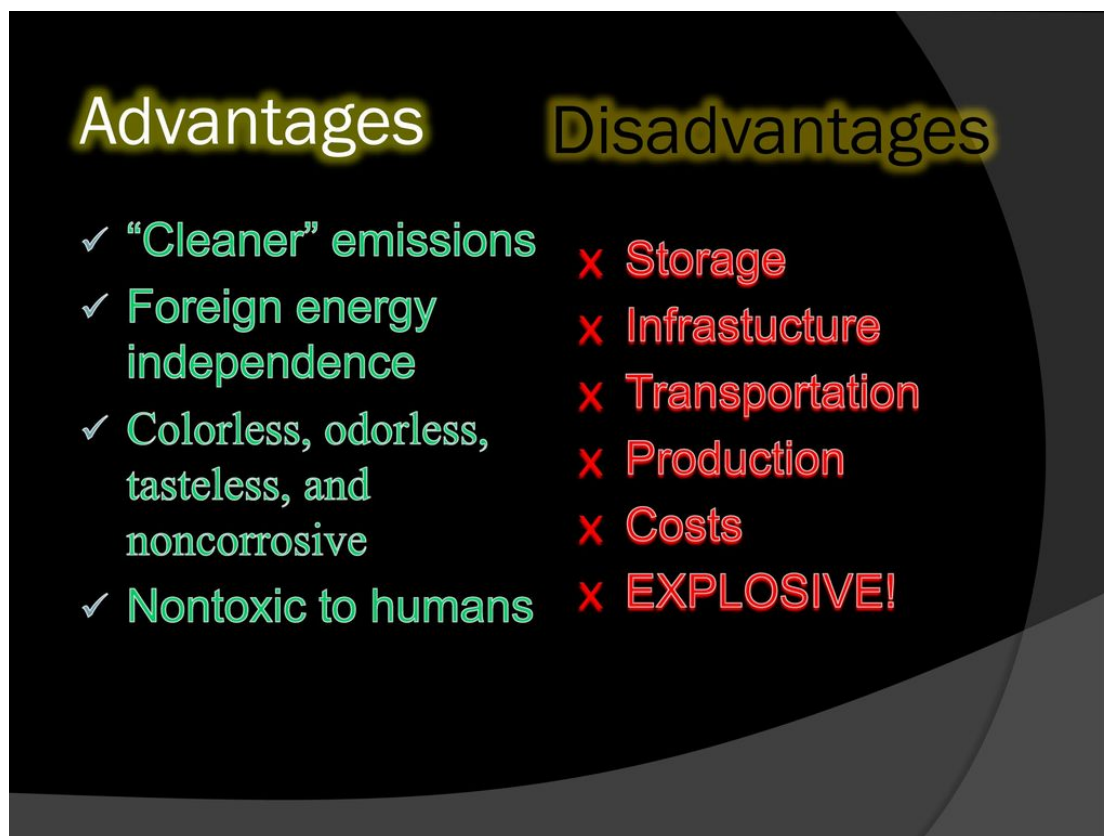 Advantages
“Cleaner” emissions
Foreign energy
independence
Colorless, odorless,
tasteless, and
noncorrosive
Nontoxic to humans
Disadvantages
Storage
Infrastucture
Transportation
Production
Costs
EXPLOSIVE!